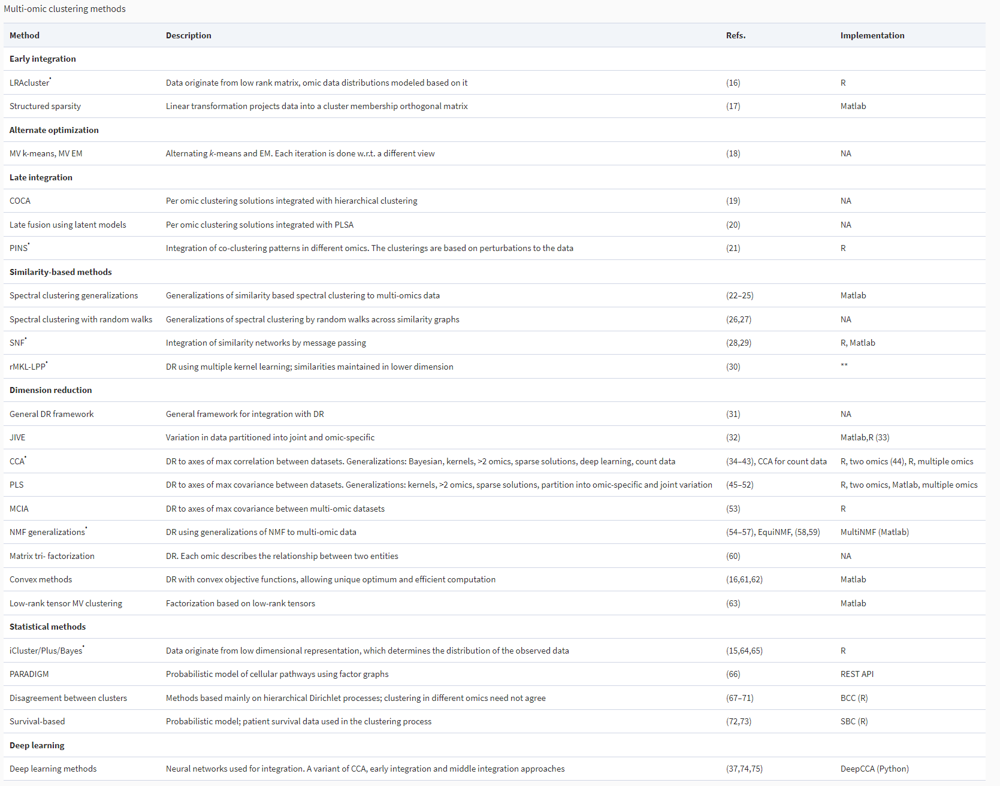 Multi-omic clustering methods
Method Description Refs. Implementation
Early integration
LRAcluster* Data originate from low rank matrix, omic data distributions modeled based on it (16) R
Structured sparsity Linear transformation projects data into a cluster membership orthogonal matrix (17) Matlab
Alternate optimization
MV k-means, MV EM Alternating k-means and EM. Each iteration is done w.r.t. a different view (18) NA
Late integration
COCA Per omic clustering solutions integrated with hierarchical clustering (19) NA
Late fusion using latent models Per omic clustering solutions integrated with PLSA (20) NA
PINS* Integration of co-clustering patterns in different omics. The clusterings are based on perturbations to the data (21) R
Similarity-based methods
Spectral clustering generalizations Generalizations of similarity based spectral clustering to multi-omics data (22–25) Matlab
Spectral clustering with random walks Generalizations of spectral clustering by random walks across similarity graphs (26,27) NA
SNF* Integration of similarity networks by message passing (28,29) R, Matlab
rMKL-LPP* DR using multiple kernel learning; similarities maintained in lower dimension (30) **
Dimension reduction
General DR framework General framework for integration with DR (31) NA
JIVE Variation in data partitioned into joint and omic-specific (32) Matlab,R (33)
CCA* DR to axes of max correlation between datasets. Generalizations: Bayesian, kernels, >2 omics, sparse solutions, deep learning, count data (34–43), CCA for count data R, two omics (44), R, multiple omics
PLS DR to axes of max covariance between datasets. Generalizations: kernels, >2 omics, sparse solutions, partition into omic-specific and joint variation (45–52) R, two omics, Matlab, multiple omics
MCIA DR to axes of max covariance between multi-omic datasets (53) R
NMF generalizations* DR using generalizations of NMF to multi-omic data (54–57), EquiNMF, (58,59) MultiNMF (Matlab)
Matrix tri- factorization DR. Each omic describes the relationship between two entities (60) NA
Convex methods DR with convex objective functions, allowing unique optimum and efficient computation (16,61,62) Matlab
Low-rank tensor MV clustering Factorization based on low-rank tensors (63) Matlab
Statistical methods
iCluster/Plus/Bayes* Data originate from low dimensional representation, which determines the distribution of the observed data (15,64,65) R
PARADIGM Probabilistic model of cellular pathways using factor graphs (66) REST API
Disagreement between clusters Methods based mainly on hierarchical Dirichlet processes; clustering in different omics need not agree (67–71) BCC (R)
Survival-based Probabilistic model; patient survival data used in the clustering process (72,73) SBC (R)
Deep learning
Deep learning methods Neural networks used for integration. A variant of CCA, early integration and middle integration approaches (37,74,75) DeepCCA (Python)